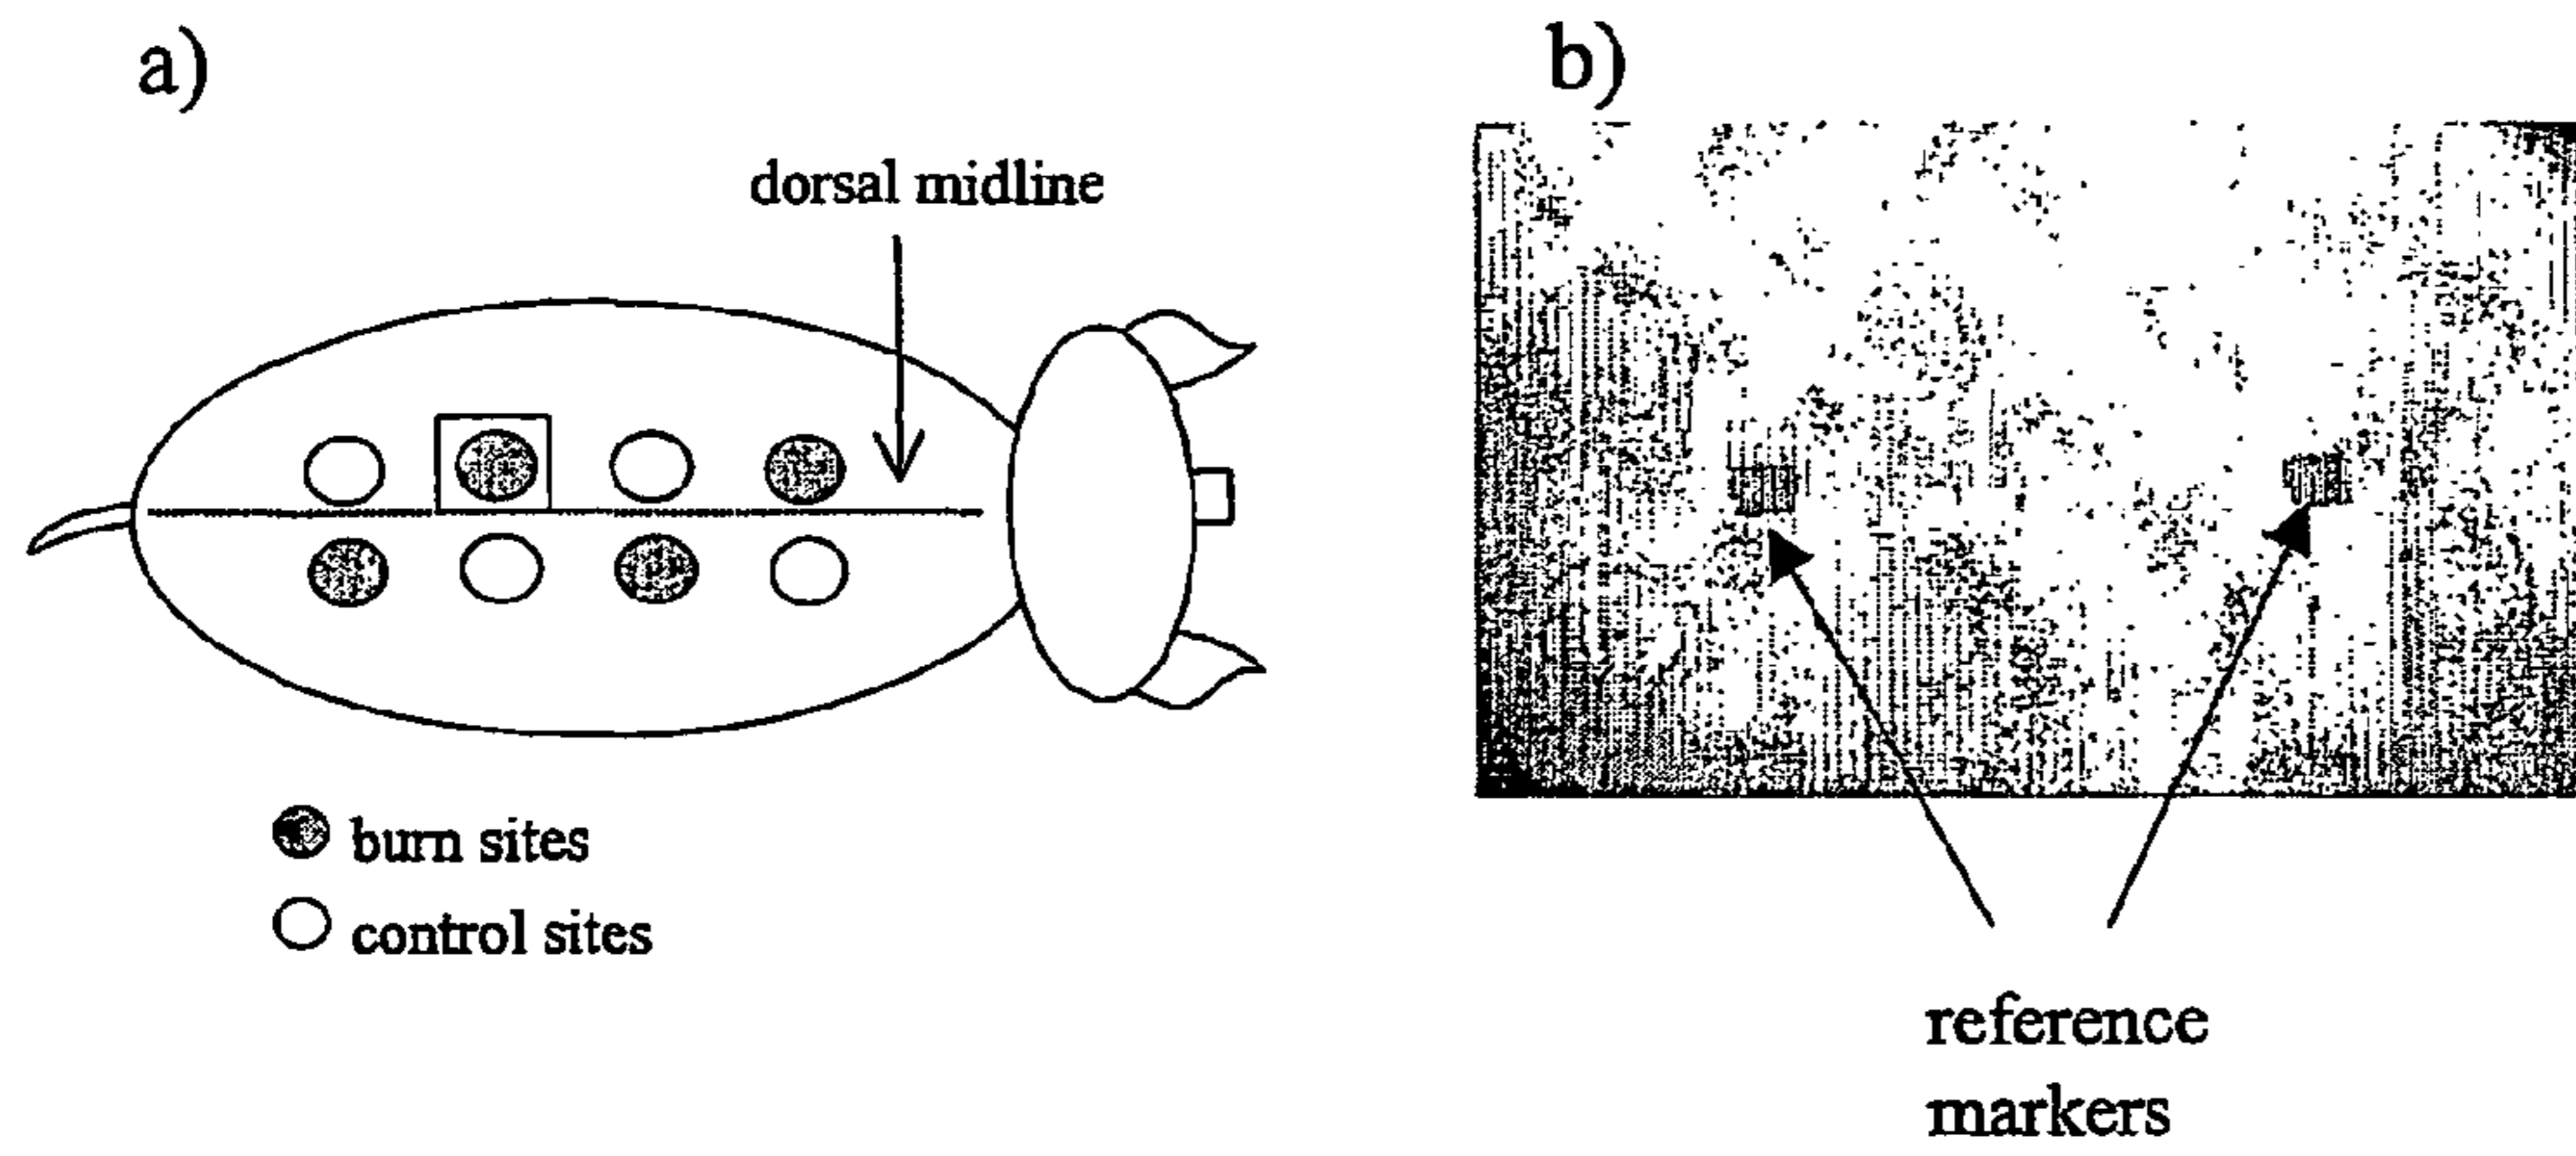 a)
dorsal midline
burn sites
control sites
b)
reference
markers